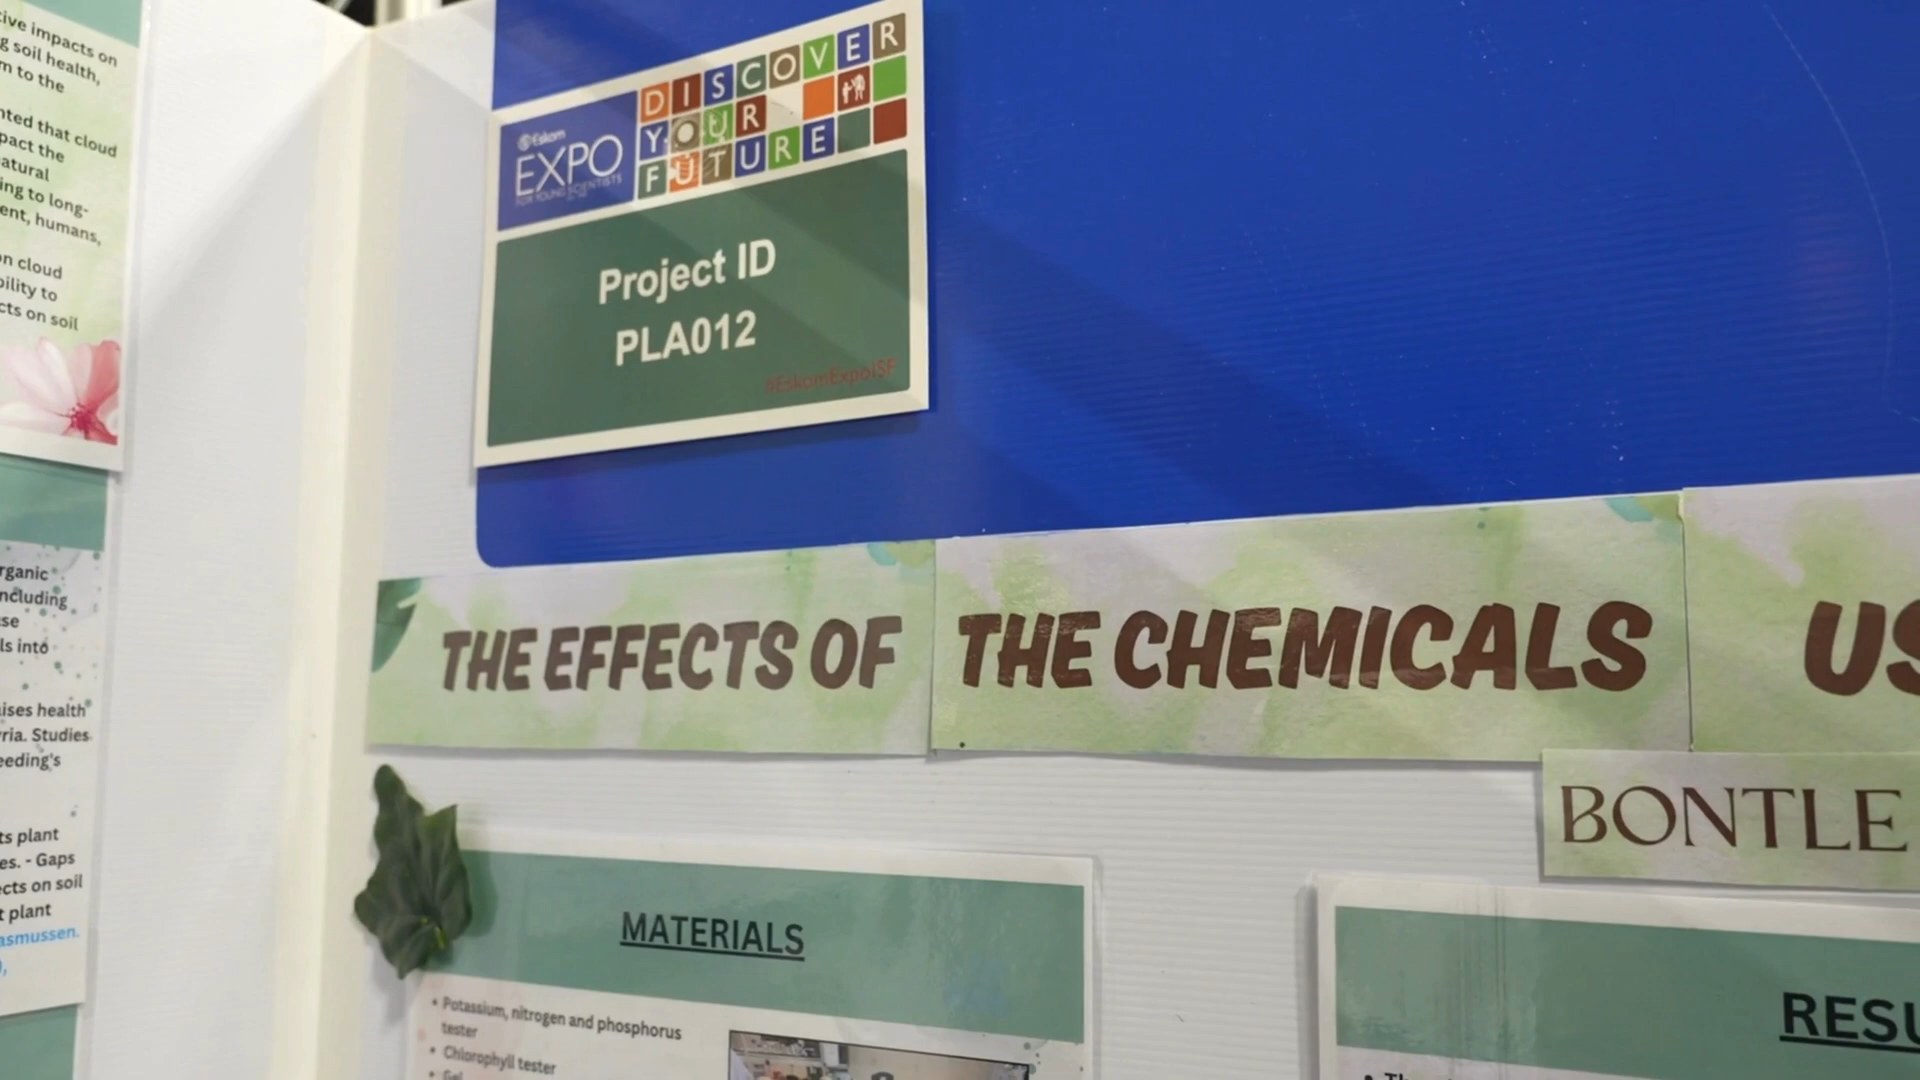 ive impacts on
g soil health,
m to the
nted that cloud
pact the
atural
ing to long-
ent, humans,
on cloud
bility to
cts on soil
rganic
ncluding
se
ls into
ises health
ria. Studies
eeding's
ts plant
es. - Gaps
cts on soil
t plant
asmussen.
),
Eskom
EXPO
FOR YOUNG SCIENTISTS
DISCOVER
YOUR
FUTURE
Project ID
PLA012
#EskomExpoISF
THE EFFECTS OF THE CHEMICALS US
BONTLE
MATERIALS
• Potassium, nitrogen and phosphorus
tester
• Chlorophyll tester
• Gel
RESU